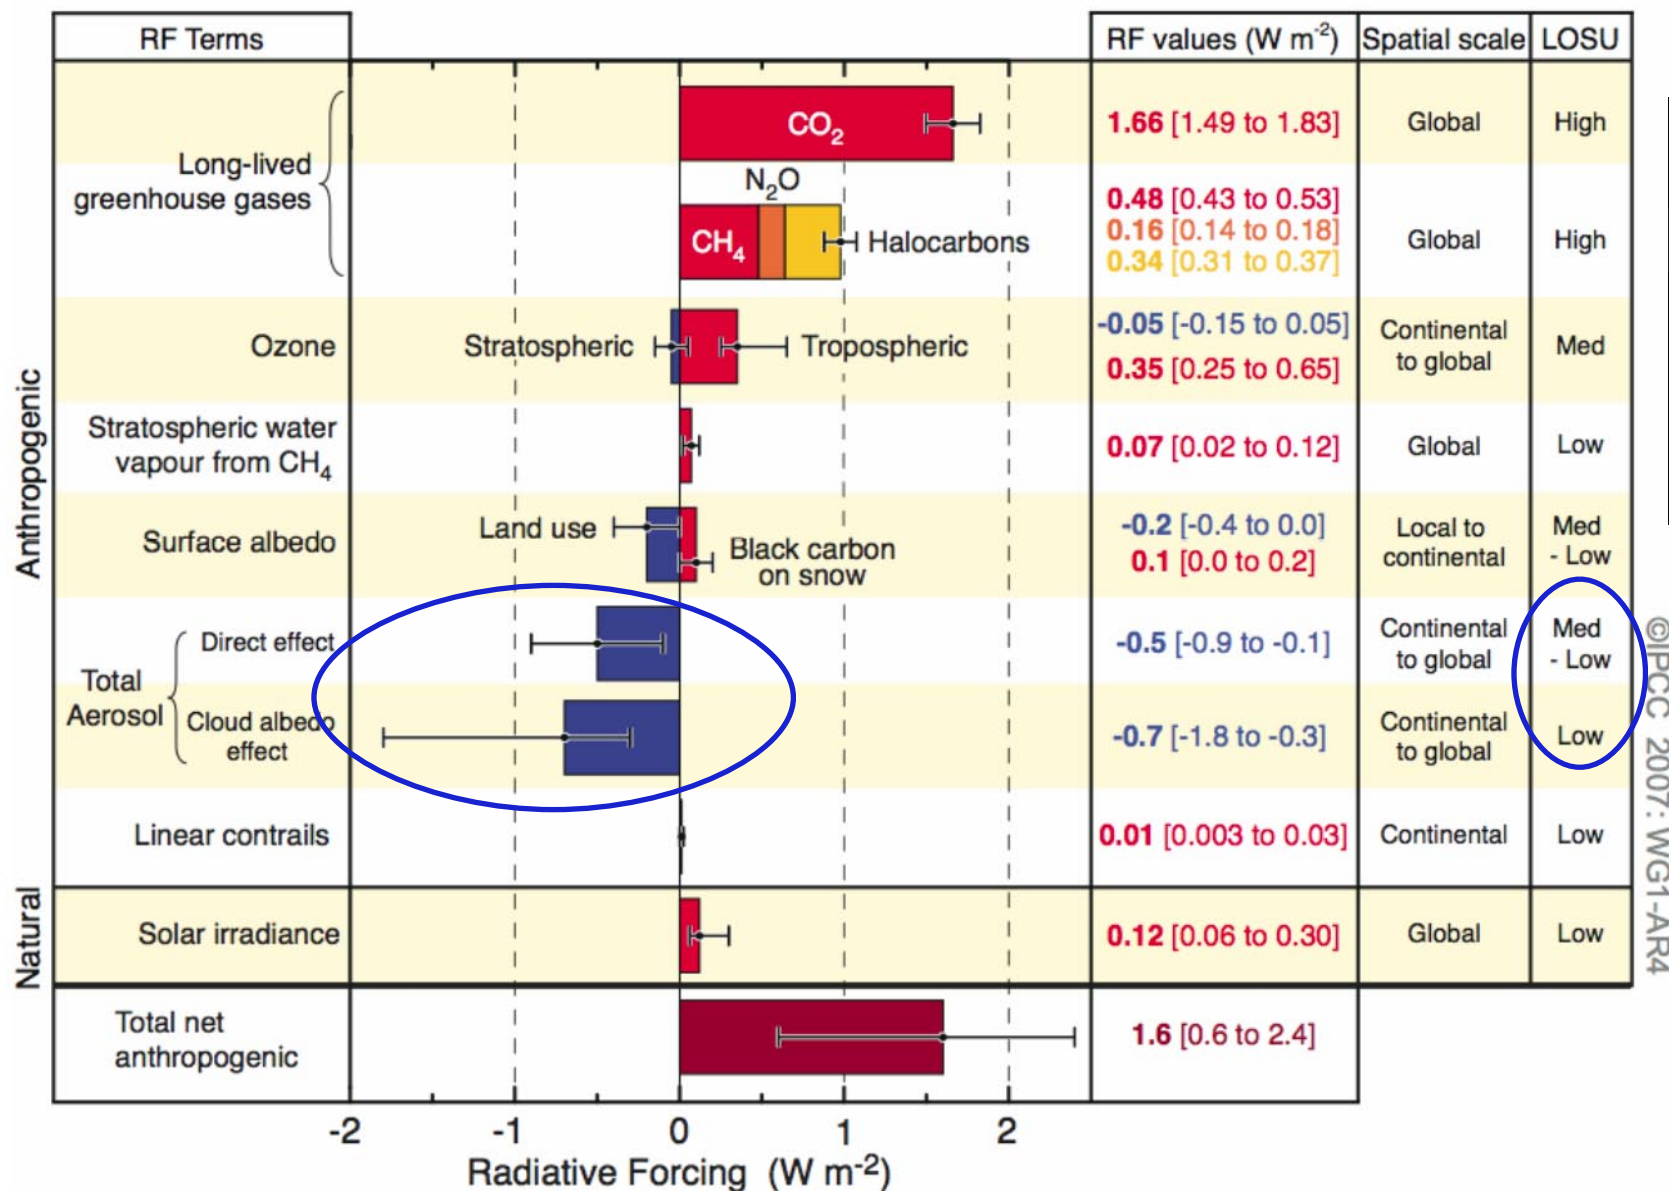 RF Terms
RF values (W m-2)
Spatial scale
LOSU
Anthropogenic
Long-lived
greenhouse gases
CO2
1.66 [1.49 to 1.83]
Global
High
N2O
CH4
Halocarbons
0.48 [0.43 to 0.53]
0.16 [0.14 to 0.18]
0.34 [0.31 to 0.37]
Global
High
Ozone
Stratospheric
Tropospheric
-0.05 [-0.15 to 0.05]
0.35 [0.25 to 0.65]
Continental
to global
Med
Stratospheric water
vapour from CH4
0.07 [0.02 to 0.12]
Global
Low
Surface albedo
Land use
Black carbon
on snow
-0.2 [-0.4 to 0.0]
0.1 [0.0 to 0.2]
Local to
continental
Med
- Low
Total
Aerosol
Direct effect
-0.5 [-0.9 to -0.1]
Continental
to global
Med
- Low
Cloud albedo
effect
-0.7 [-1.8 to -0.3]
Continental
to global
Low
Linear contrails
0.01 [0.003 to 0.03]
Continental
Low
Natural
Solar irradiance
0.12 [0.06 to 0.30]
Global
Low
Total net
anthropogenic
1.6 [0.6 to 2.4]
-2 -1 0 1 2
Radiative Forcing (W m-2)
©IPCC 2007: WG1-AR4